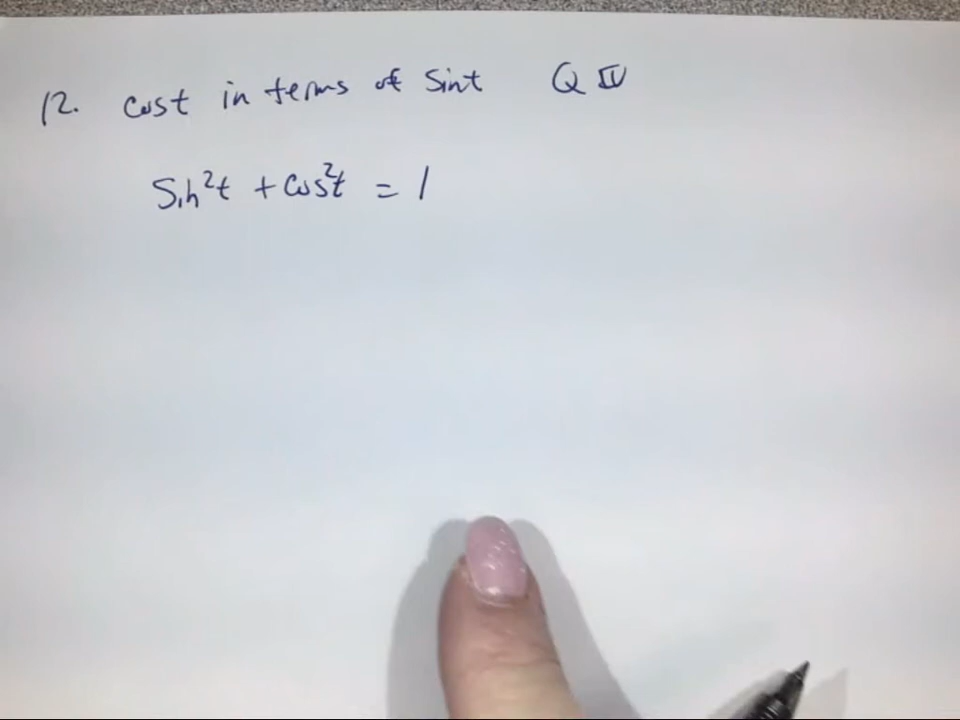 12. cost in terms of sint Q IV
sin²t + cos²t = 1